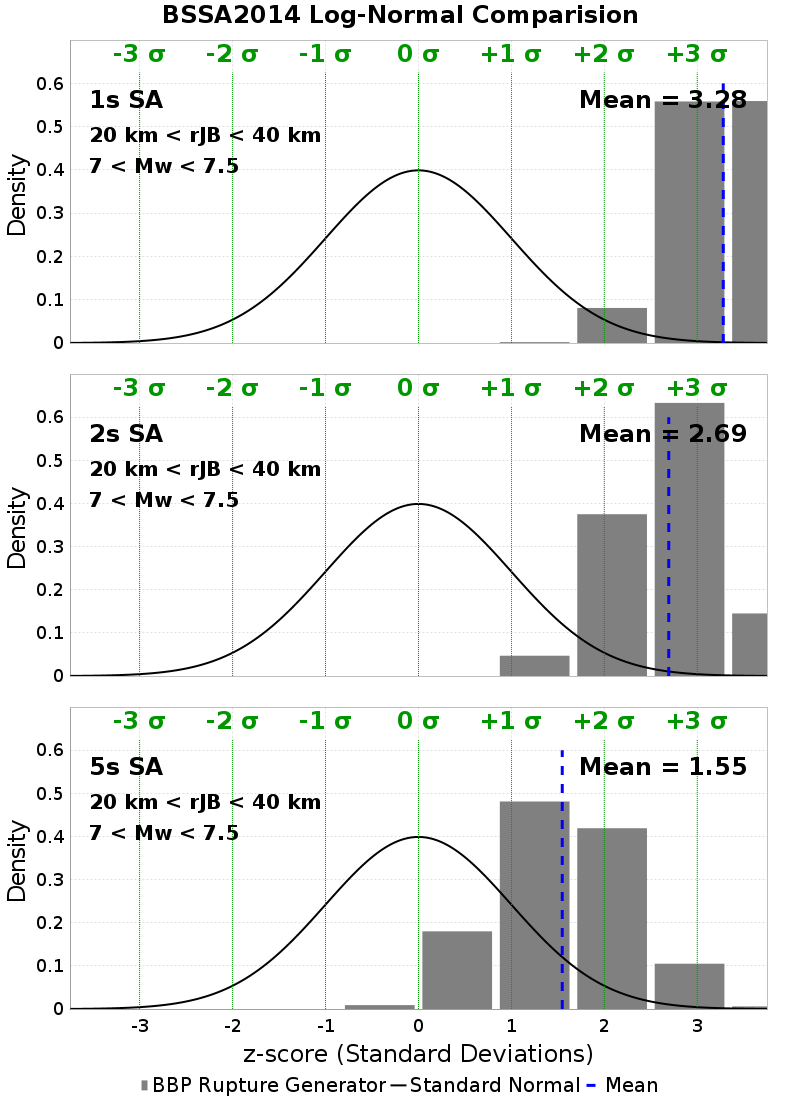 BSSA2014 Log-Normal Comparision
-3 σ -2 σ -1 σ 0 σ +1 σ +2 σ +3 σ
1s SA
Mean = 3.28
20 km < rJB < 40 km
7 < Mw < 7.5
0.6
0.5
0.4
0.3
0.2
0.1
0
Density
-3 σ -2 σ -1 σ 0 σ +1 σ +2 σ +3 σ
2s SA
Mean = 2.69
20 km < rJB < 40 km
7 < Mw < 7.5
0.6
0.5
0.4
0.3
0.2
0.1
0
Density
-3 σ -2 σ -1 σ 0 σ +1 σ +2 σ +3 σ
5s SA
Mean = 1.55
20 km < rJB < 40 km
7 < Mw < 7.5
0.6
0.5
0.4
0.3
0.2
0.1
0
Density
-3 -2 -1 0 1 2 3
z-score (Standard Deviations)
BBP Rupture Generator Standard Normal Mean